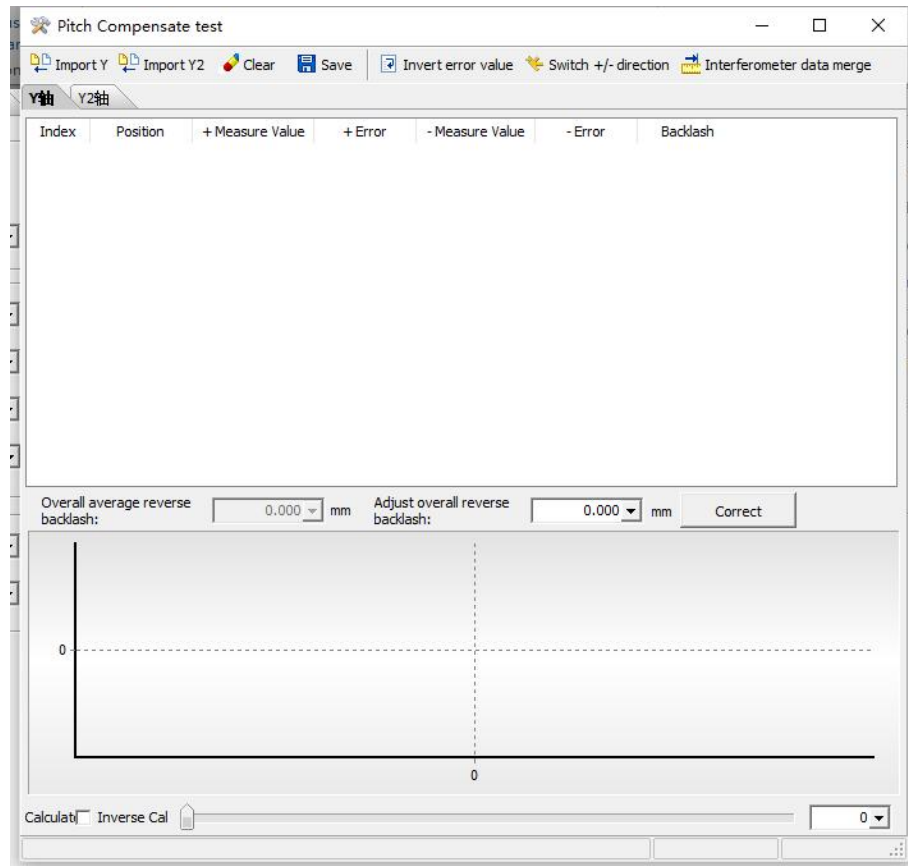 Pitch Compensate test
Import Y Import Y2 Clear Save Invert error value Switch +/- direction Interferometer data merge
Y轴 Y2轴
Index Position + Measure Value + Error - Measure Value - Error Backlash
Overall average reverse backlash: 0.000 mm Adjust overall reverse backlash: 0.000 mm Correct
0
0
Calculat Inverse Cal 0